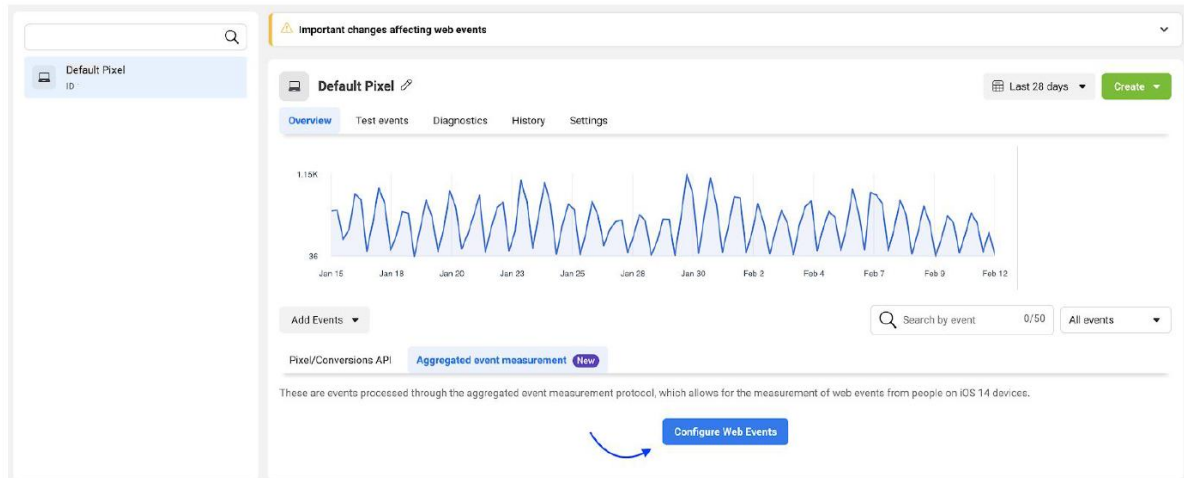 Important changes affecting web events
Default Pixel
ID
Default Pixel
Last 28 days
Create
Overview Test events Diagnostics History Settings
1.15K
36
Jan 15 Jan 18 Jan 20 Jan 23 Jan 25 Jan 28 Jan 30 Feb 2 Feb 4 Feb 7 Feb 9 Feb 12
Add Events
Search by event 0/50
All events
Pixel/Conversions API Aggregated event measurement New
These are events processed through the aggregated event measurement protocol, which allows for the measurement of web events from people on iOS 14 devices.
Configure Web Events